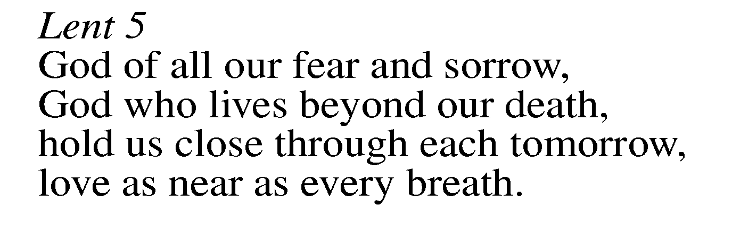 Lent 5
God of all our fear and sorrow,
God who lives beyond our death,
hold us close through each tomorrow,
love as near as every breath.